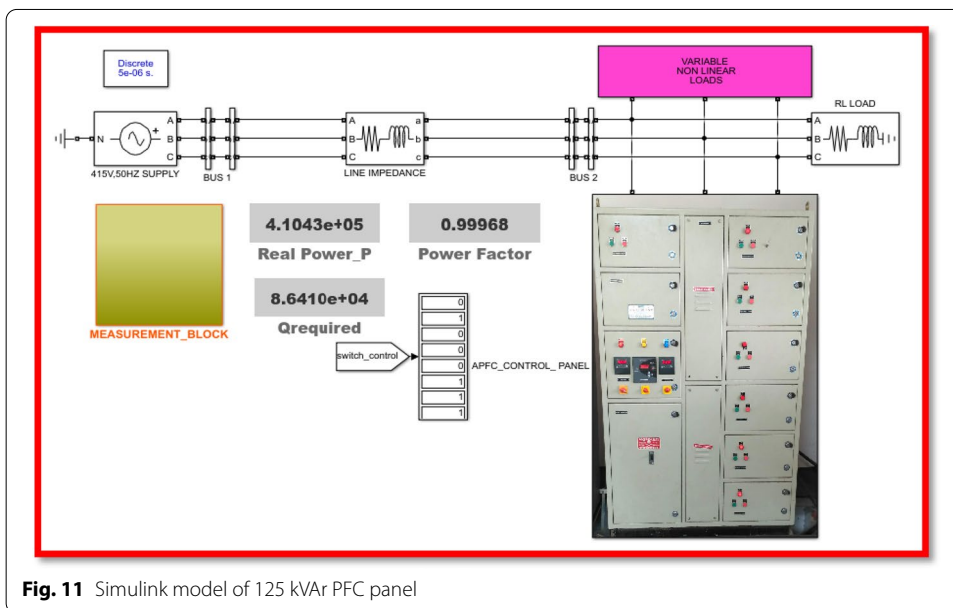 Discrete
5e-06 s.
VARIABLE
NON LINEAR
LOADS
RL LOAD
N
+
A
B
C
A
B
C
a
b
c
A
B
C
415V,50HZ SUPPLY
BUS 1
LINE IMPEDANCE
BUS 2
4.1043e+05
Real Power_P
0.99968
Power Factor
8.6410e+04
Qrequired
MEASUREMENT_BLOCK
switch_control
0
1
0
0
0
1
1
1
APFC_CONTROL_ PANEL
Fig. 11 Simulink model of 125 kVAr PFC panel